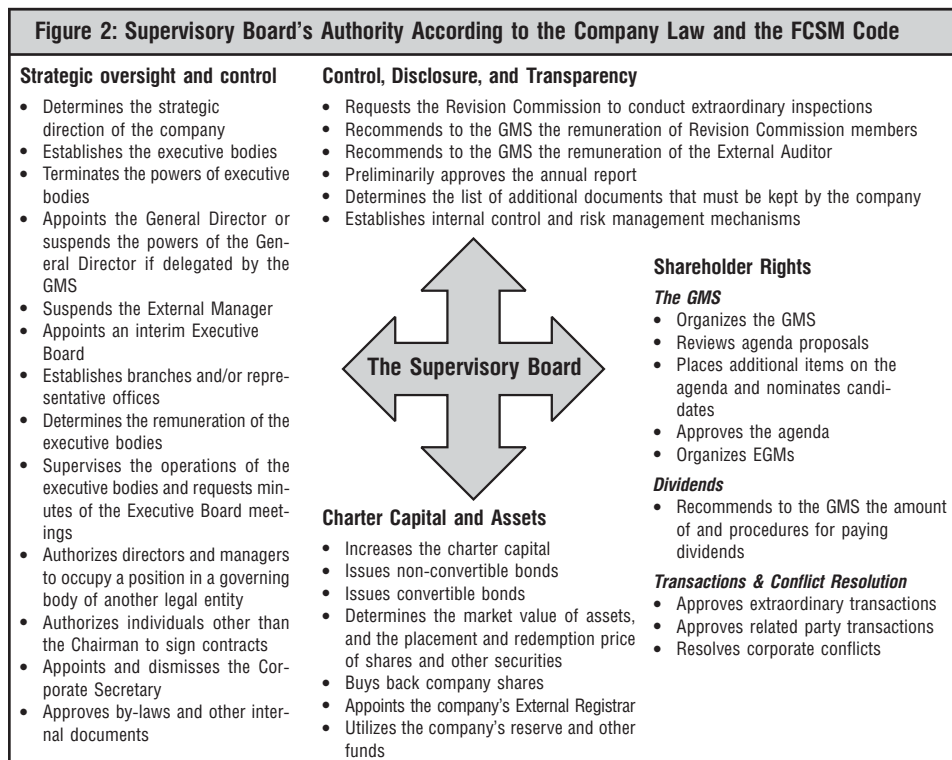 Figure 2: Supervisory Board's Authority According to the Company Law and the FCSM Code
Strategic oversight and control
• Determines the strategic
direction of the company
• Establishes the executive bodies
• Terminates the powers of executive
bodies
• Appoints the General Director or
suspends the powers of the Gen-
eral Director if delegated by the
GMS
• Suspends the External Manager
• Appoints an interim Executive
Board
• Establishes branches and/or repre-
sentative offices
• Determines the remuneration of the
executive bodies
• Supervises the operations of the
executive bodies and requests min-
utes of the Executive Board meet-
ings
• Authorizes directors and managers
to occupy a position in a governing
body of another legal entity
• Authorizes individuals other than
the Chairman to sign contracts
• Appoints and dismisses the Cor-
porate Secretary
• Approves by-laws and other inter-
nal documents
Control, Disclosure, and Transparency
• Requests the Revision Commission to conduct extraordinary inspections
• Recommends to the GMS the remuneration of Revision Commission members
• Recommends to the GMS the remuneration of the External Auditor
• Preliminarily approves the annual report
• Determines the list of additional documents that must be kept by the company
• Establishes internal control and risk management mechanisms
The Supervisory Board
Shareholder Rights
The GMS
• Organizes the GMS
• Reviews agenda proposals
• Places additional items on the
agenda and nominates candi-
dates
• Approves the agenda
• Organizes EGMs
Dividends
• Recommends to the GMS the amount
of and procedures for paying
dividends
Transactions & Conflict Resolution
• Approves extraordinary transactions
• Approves related party transactions
• Resolves corporate conflicts
Charter Capital and Assets
• Increases the charter capital
• Issues non-convertible bonds
• Issues convertible bonds
• Determines the market value of assets,
and the placement and redemption price
of shares and other securities
• Buys back company shares
• Appoints the company's External Registrar
• Utilizes the company's reserve and other
funds